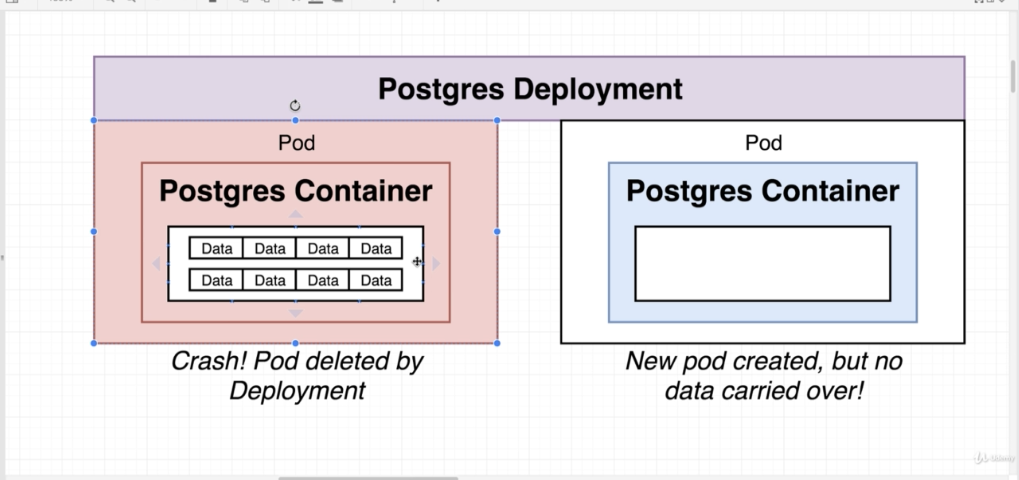 Postgres Deployment
Pod
Postgres Container
Data Data Data Data
Data Data Data Data
Crash! Pod deleted by
Deployment
Pod
Postgres Container
New pod created, but no
data carried over!
Udemy